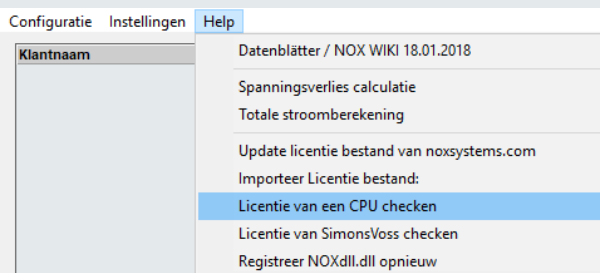 Configuratie Instellingen Help
Klantnaam
Datenblätter / NOX WIKI 18.01.2018
Spanningsverlies calculatie
Totale stroomberekening
Update licentie bestand van noxsystems.com
Importeer Licentie bestand:
Licentie van een CPU checken
Licentie van SimonsVoss checken
Registreer NOXdll.dll opnieuw